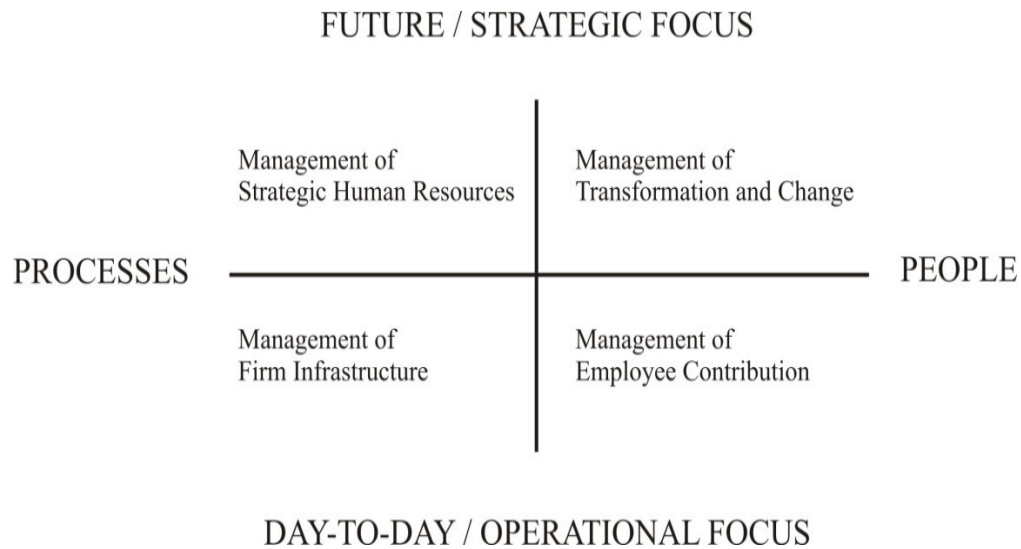 FUTURE / STRATEGIC FOCUS
Management of
Strategic Human Resources
Management of
Transformation and Change
PROCESSES
PEOPLE
Management of
Firm Infrastructure
Management of
Employee Contribution
DAY-TO-DAY / OPERATIONAL FOCUS